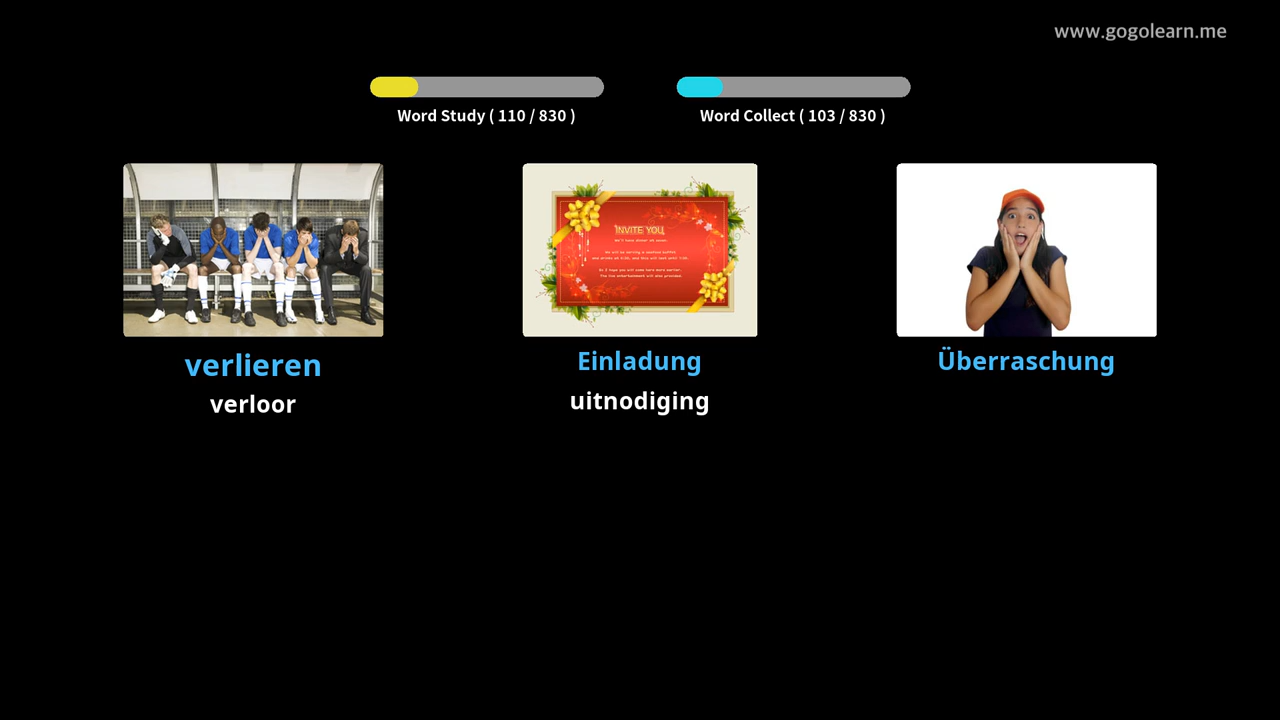 www.gogolearn.me
Word Study ( 110 / 830 )
Word Collect ( 103 / 830 )
INVITE YOU
verlieren
Einladung
Überraschung
verloor
uitnodiging